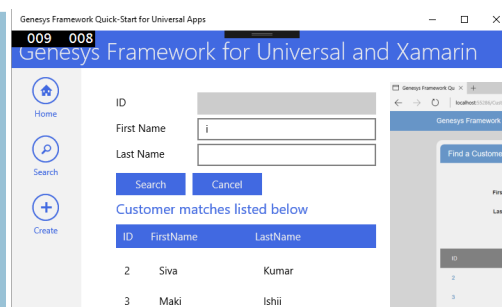 Genesys Framework Quick-Start for Universal Apps
009 008
Genesys Framework for Universal and Xamarin
Home
Search
Create
ID
First Name i
Last Name
Search Cancel
Customer matches listed below
ID FirstName LastName
2 Siva Kumar
3 Maki Ishii
Genesys Framework Qu
localhost
Genesys Framework
Find a Custome
Firs
Las
ID
2
3